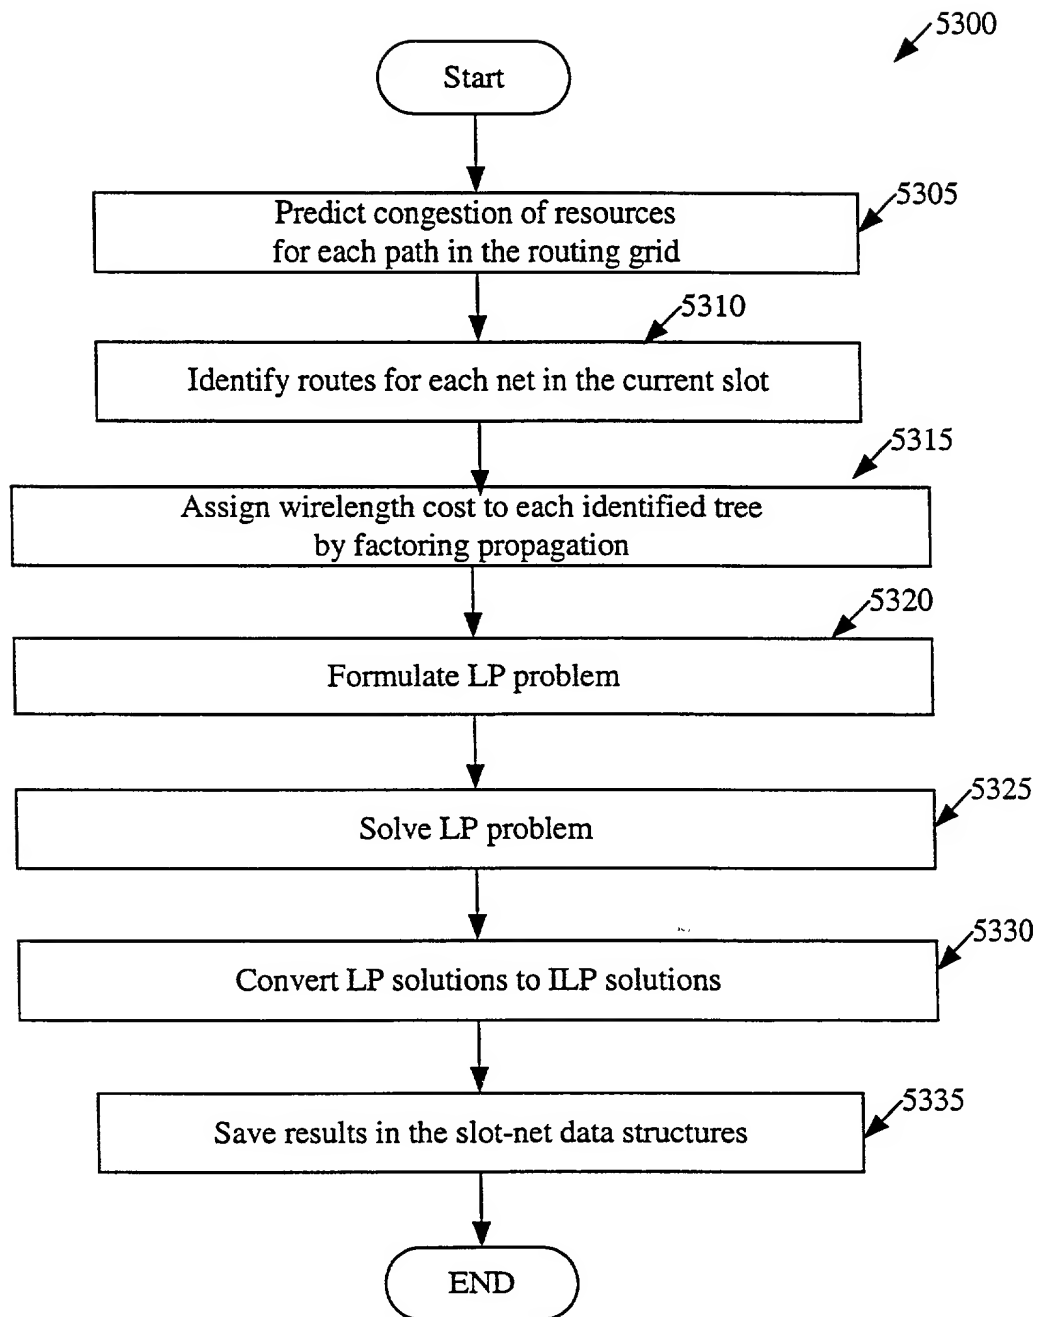 5300
Start
5305
Predict congestion of resources
for each path in the routing grid
5310
Identify routes for each net in the current slot
5315
Assign wirelength cost to each identified tree
by factoring propagation
5320
Formulate LP problem
5325
Solve LP problem
5330
Convert LP solutions to ILP solutions
5335
Save results in the slot-net data structures
END